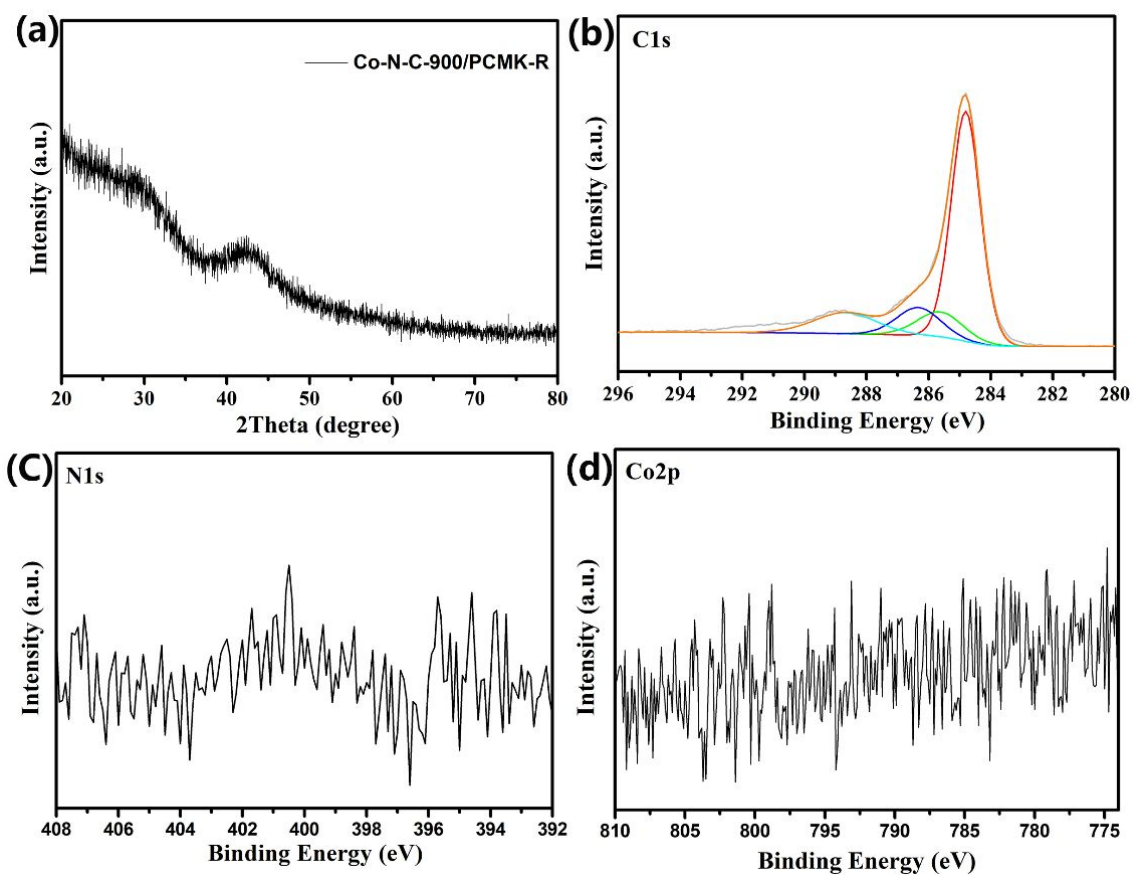 (a)
Co-N-C-900/PCMK-R
Intensity (a.u.)
20 30 40 50 60 70 80
2Theta (degree)
(b)
C1s
Intensity (a.u.)
296 294 292 290 288 286 284 282 280
Binding Energy (eV)
(C)
N1s
Intensity (a.u.)
408 406 404 402 400 398 396 394 392
Binding Energy (eV)
(d)
Co2p
Intensity (a.u.)
810 805 800 795 790 785 780 775
Binding Energy (eV)